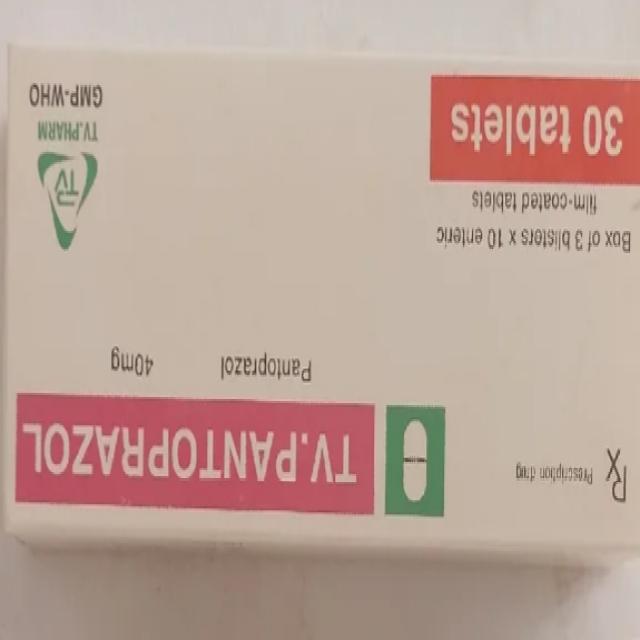 Rx Prescription drug
TV.PANTOPRAZOL
Pantoprazol 40mg
Box of 3 blisters x 10 enteric
film-coated tablets
30 tablets
TV
TV.PHARM
GMP-WHO